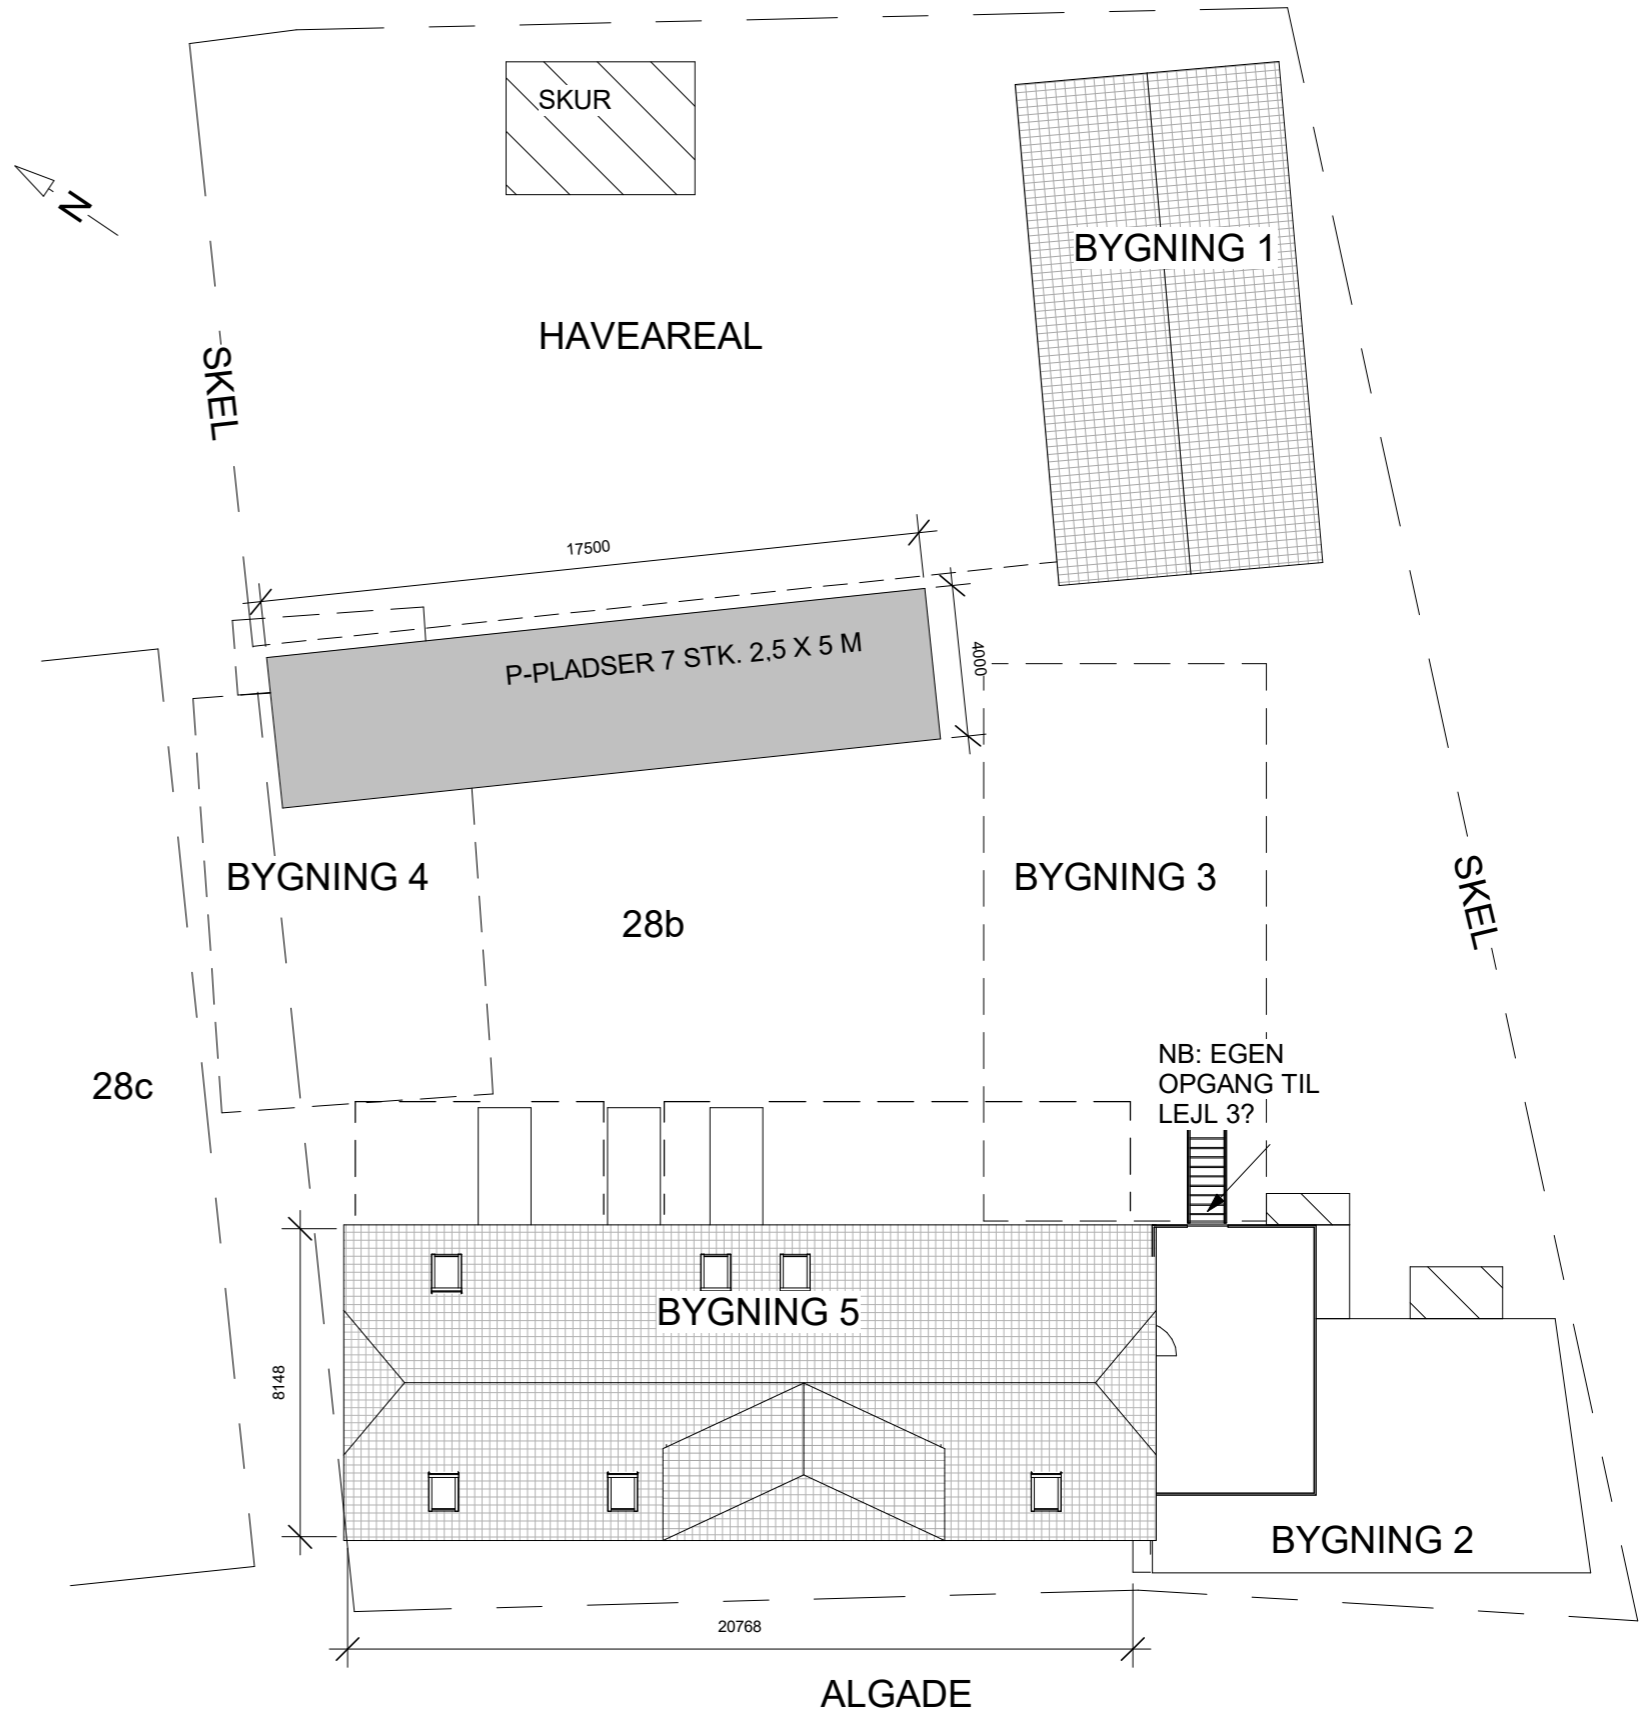 SKUR
N
BYGNING 1
HAVEAREAL
SKEL
17500
P-PLADSER 7 STK. 2,5 X 5 M
4000
BYGNING 4
BYGNING 3
SKEL
28b
NB: EGEN
OPGANG TIL
LEJL 3?
28c
BYGNING 5
8148
BYGNING 2
20768
ALGADE